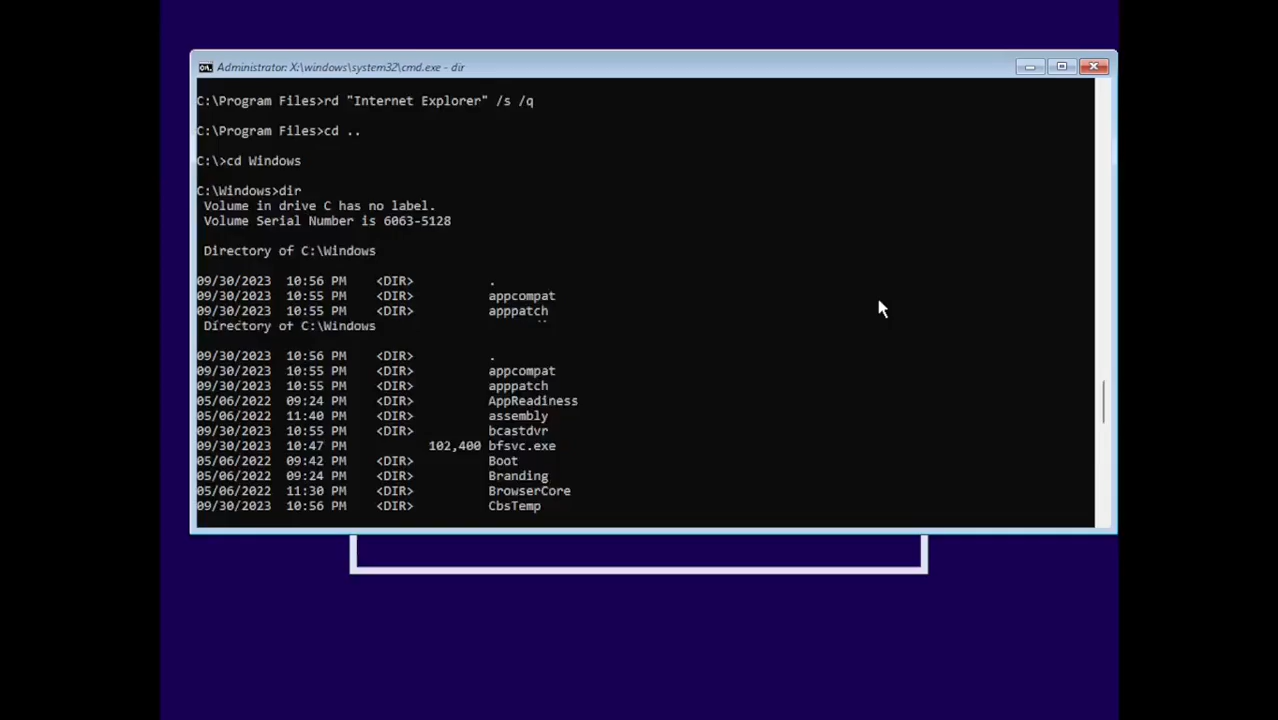 Administrator: X:\windows\system32\cmd.exe - dir
C:\Program Files>rd "Internet Explorer" /s /q
C:\Program Files>cd ..
C:\>cd Windows
C:\Windows>dir
Volume in drive C has no label.
Volume Serial Number is 6063-5128
Directory of C:\Windows
09/30/2023 10:56 PM <DIR> .
09/30/2023 10:55 PM <DIR> appcompat
09/30/2023 10:55 PM <DIR> apppatch
Directory of C:\Windows
09/30/2023 10:56 PM <DIR> .
09/30/2023 10:55 PM <DIR> appcompat
09/30/2023 10:55 PM <DIR> apppatch
05/06/2022 09:24 PM <DIR> AppReadiness
05/06/2022 11:40 PM <DIR> assembly
09/30/2023 10:55 PM <DIR> bcastdvr
09/30/2023 10:47 PM 102,400 bfsvc.exe
05/06/2022 09:42 PM <DIR> Boot
05/06/2022 09:24 PM <DIR> Branding
05/06/2022 11:30 PM <DIR> BrowserCore
09/30/2023 10:56 PM <DIR> CbsTemp